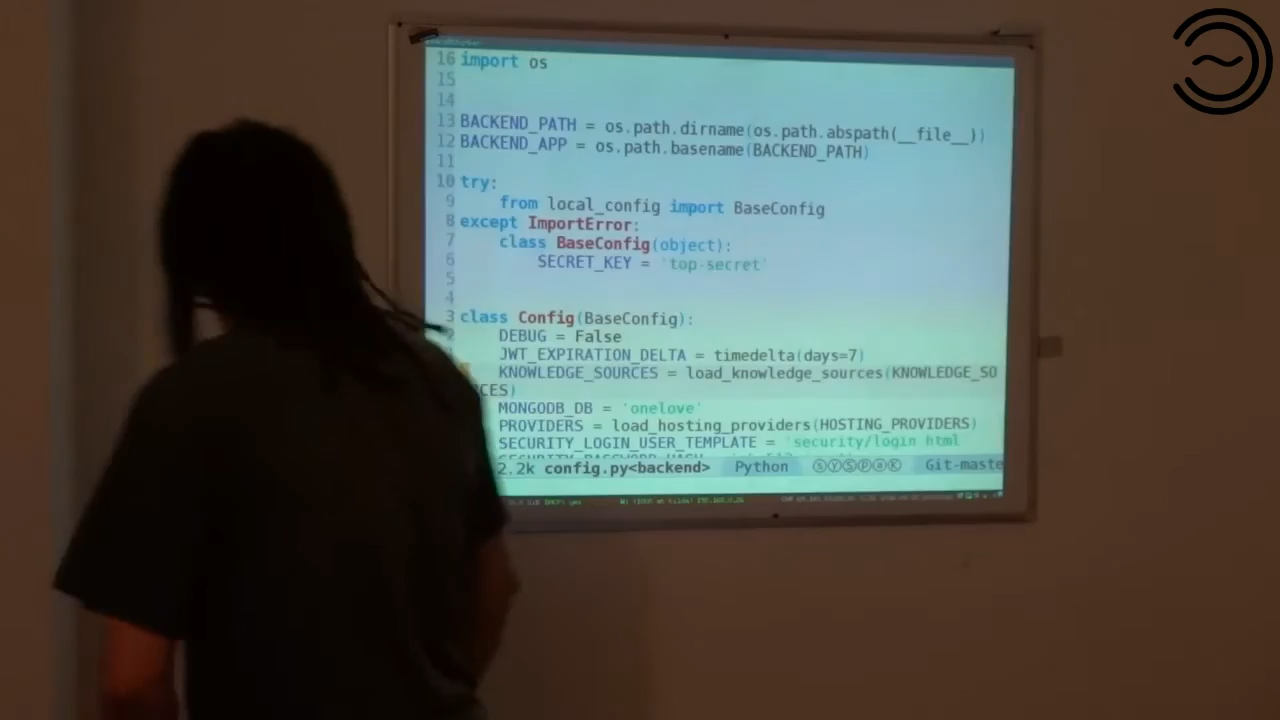 16 import os
15
14
13 BACKEND_PATH = os.path.dirname(os.path.abspath(__file__))
12 BACKEND_APP = os.path.basename(BACKEND_PATH)
11
10 try:
9 from local_config import BaseConfig
8 except ImportError:
7 class BaseConfig(object):
6 SECRET_KEY = 'top-secret'
5
4
3 class Config(BaseConfig):
2 DEBUG = False
JWT_EXPIRATION_DELTA = timedelta(days=7)
KNOWLEDGE_SOURCES = load_knowledge_sources(KNOWLEDGE_SO
CES)
MONGODB_DB = 'onelove'
PROVIDERS = load_hosting_providers(HOSTING_PROVIDERS)
SECURITY_LOGIN_USER_TEMPLATE = 'security/login html
2.2k config.py<backend> Python ⓢⓨⓢⓟⓐⓚ Git-maste